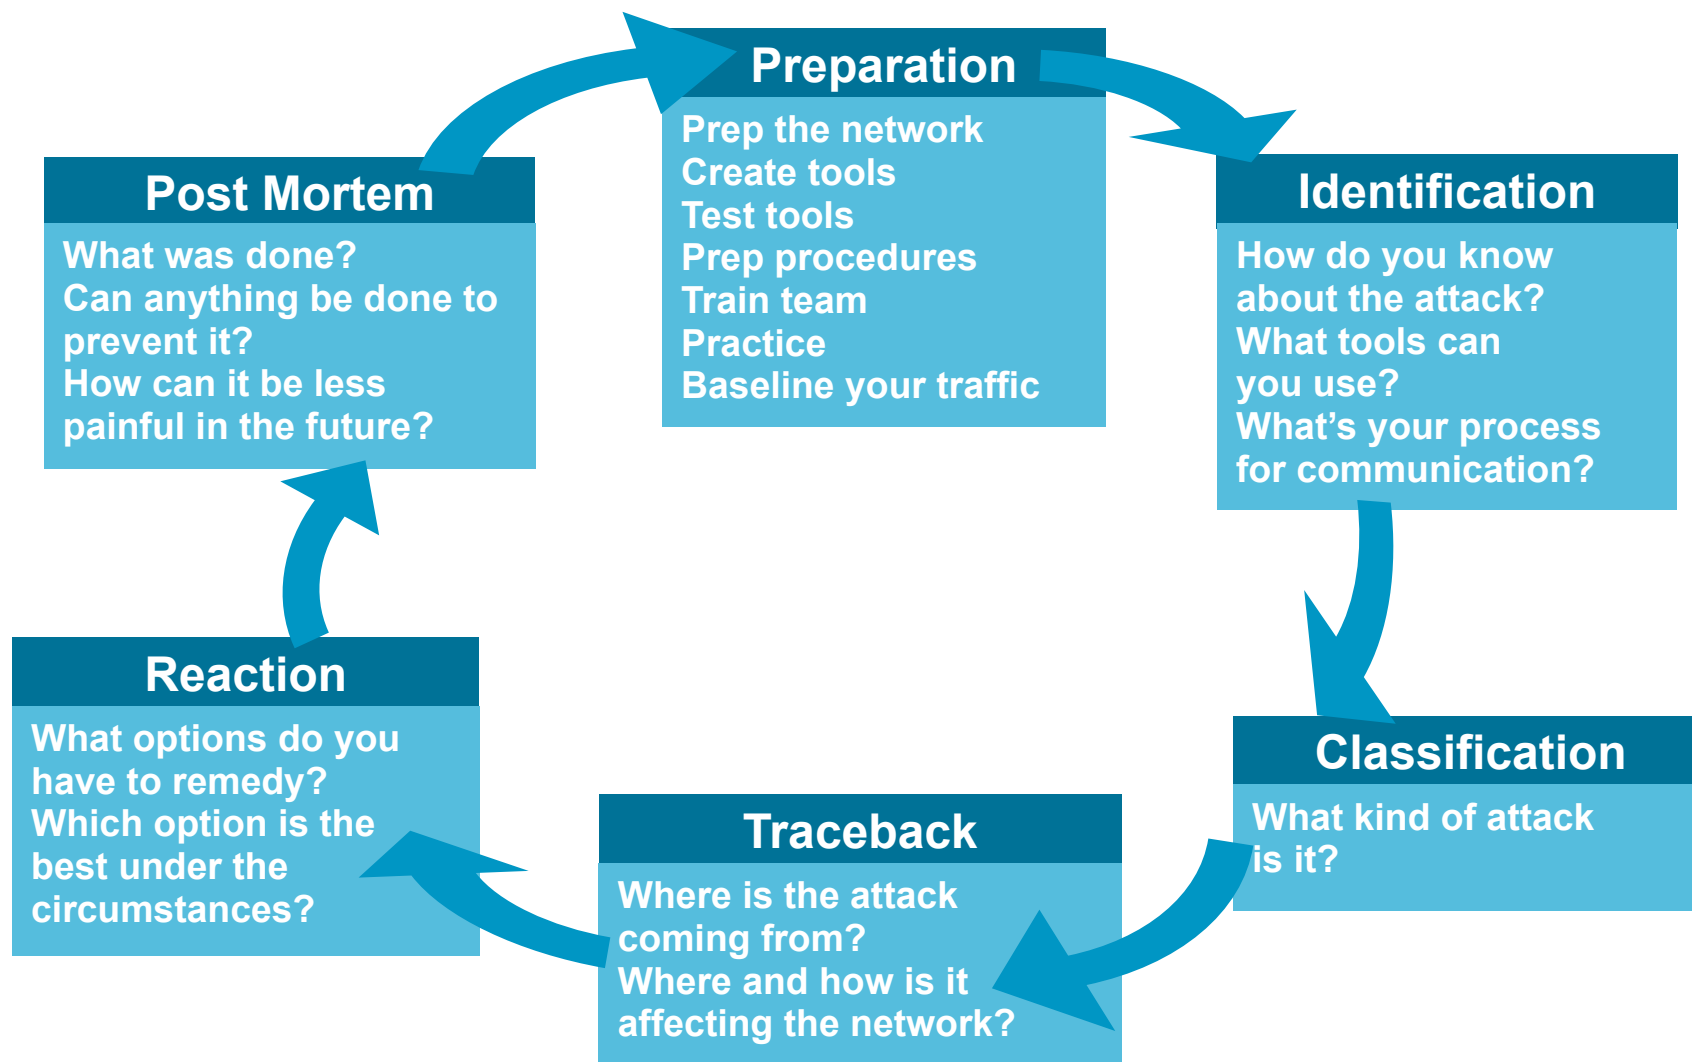 Preparation
Prep the network
Create tools
Test tools
Prep procedures
Train team
Practice
Baseline your traffic
Identification
How do you know
about the attack?
What tools can
you use?
What’s your process
for communication?
Classification
What kind of attack
is it?
Traceback
Where is the attack
coming from?
Where and how is it
affecting the network?
Reaction
What options do you
have to remedy?
Which option is the
best under the
circumstances?
Post Mortem
What was done?
Can anything be done to
prevent it?
How can it be less
painful in the future?